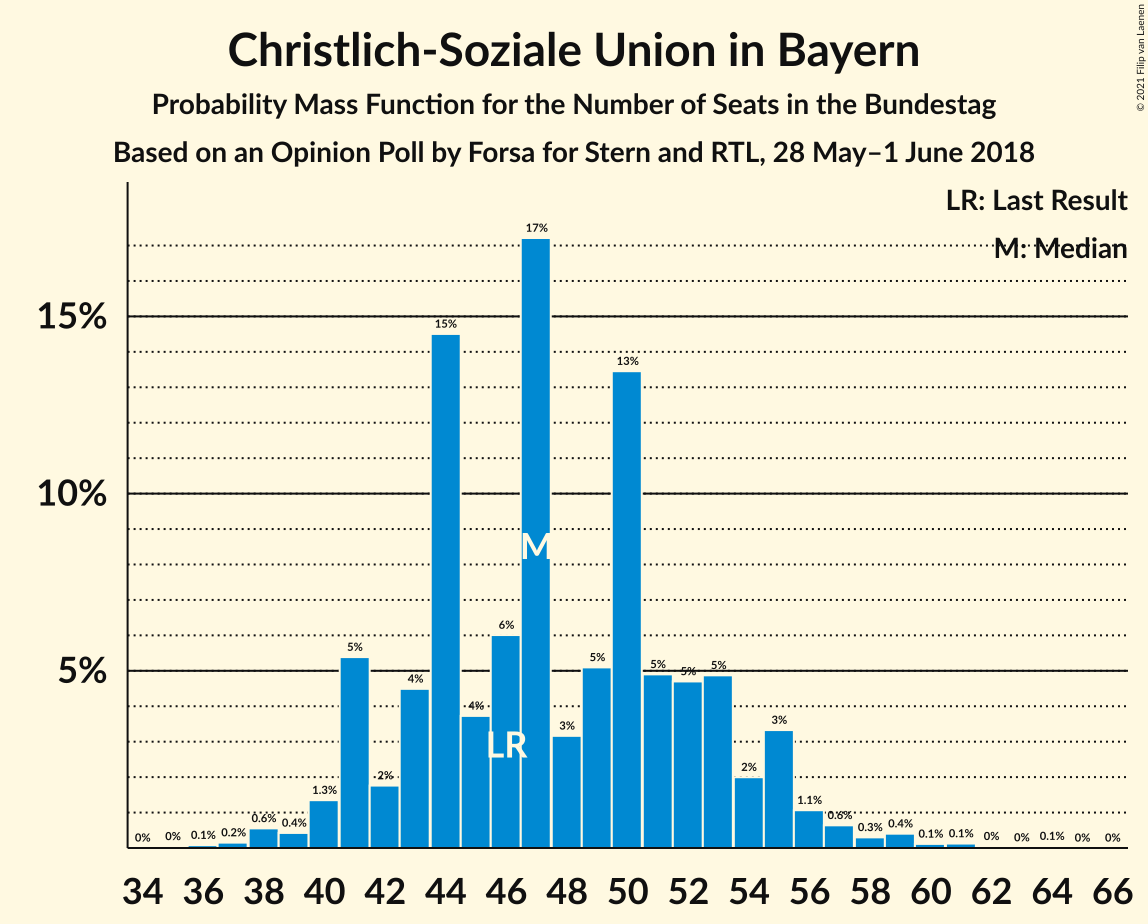 Christlich-Soziale Union in Bayern
Probability Mass Function for the Number of Seats in the Bundestag
Based on an Opinion Poll by Forsa for Stern and RTL, 28 May–1 June 2018
© 2021 Filip van Laenen
LR: Last Result
M: Median
17%
15%
15%
13%
10%
M
6%
5%
5%
5%
5%
5%
5%
4%
4%
3%
3%
LR
2%
2%
1.3%
1.1%
0% 0% 0.1% 0.2% 0.6% 0.4% 0.6% 0.3% 0.4% 0.1% 0.1% 0% 0% 0.1% 0% 0%
34 36 38 40 42 44 46 48 50 52 54 56 58 60 62 64 66